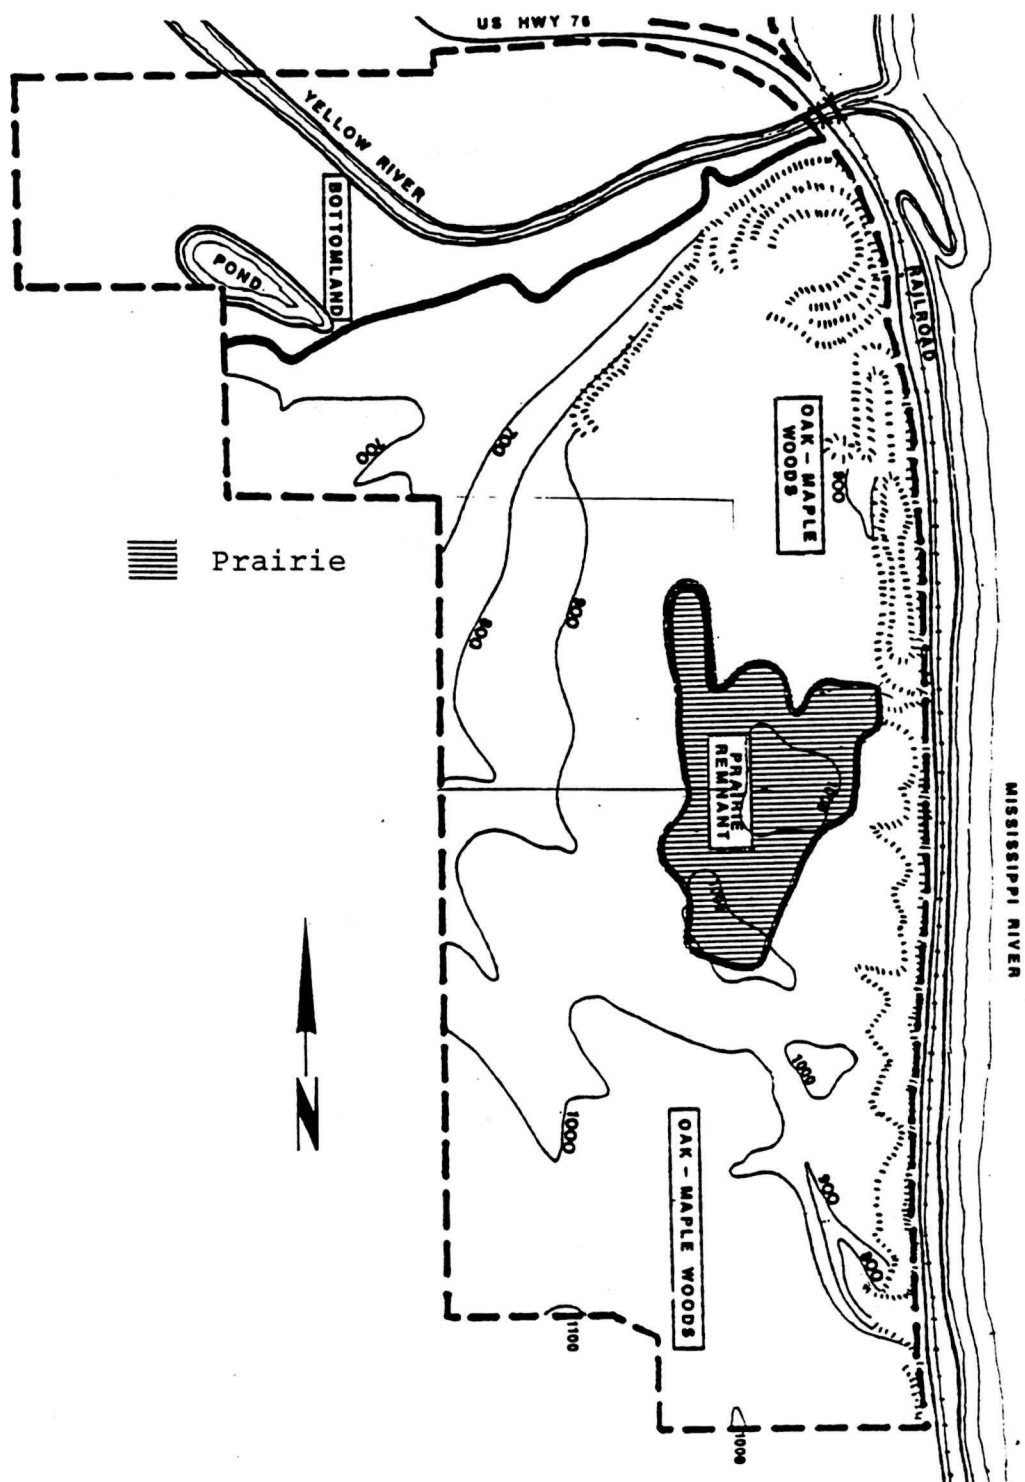 US HWY 76
YELLOW RIVER
BOTTOMLAND
POND
RAILROAD
700
700
OAK-MAPLE
WOODS
900
Prairie
800
900
PRAIRIE
REMNANT
1000
MISSISSIPPI RIVER
N
1000
1000
OAK-MAPLE WOODS
900
800
1100
1000